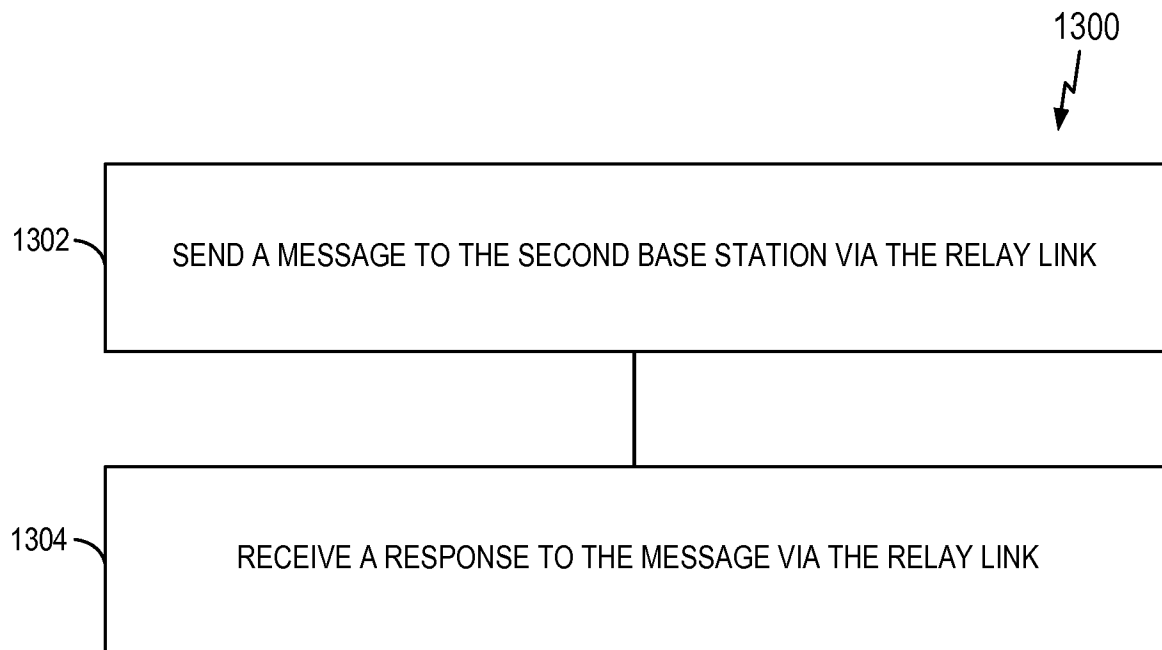 1300
1302
SEND A MESSAGE TO THE SECOND BASE STATION VIA THE RELAY LINK
1304
RECEIVE A RESPONSE TO THE MESSAGE VIA THE RELAY LINK